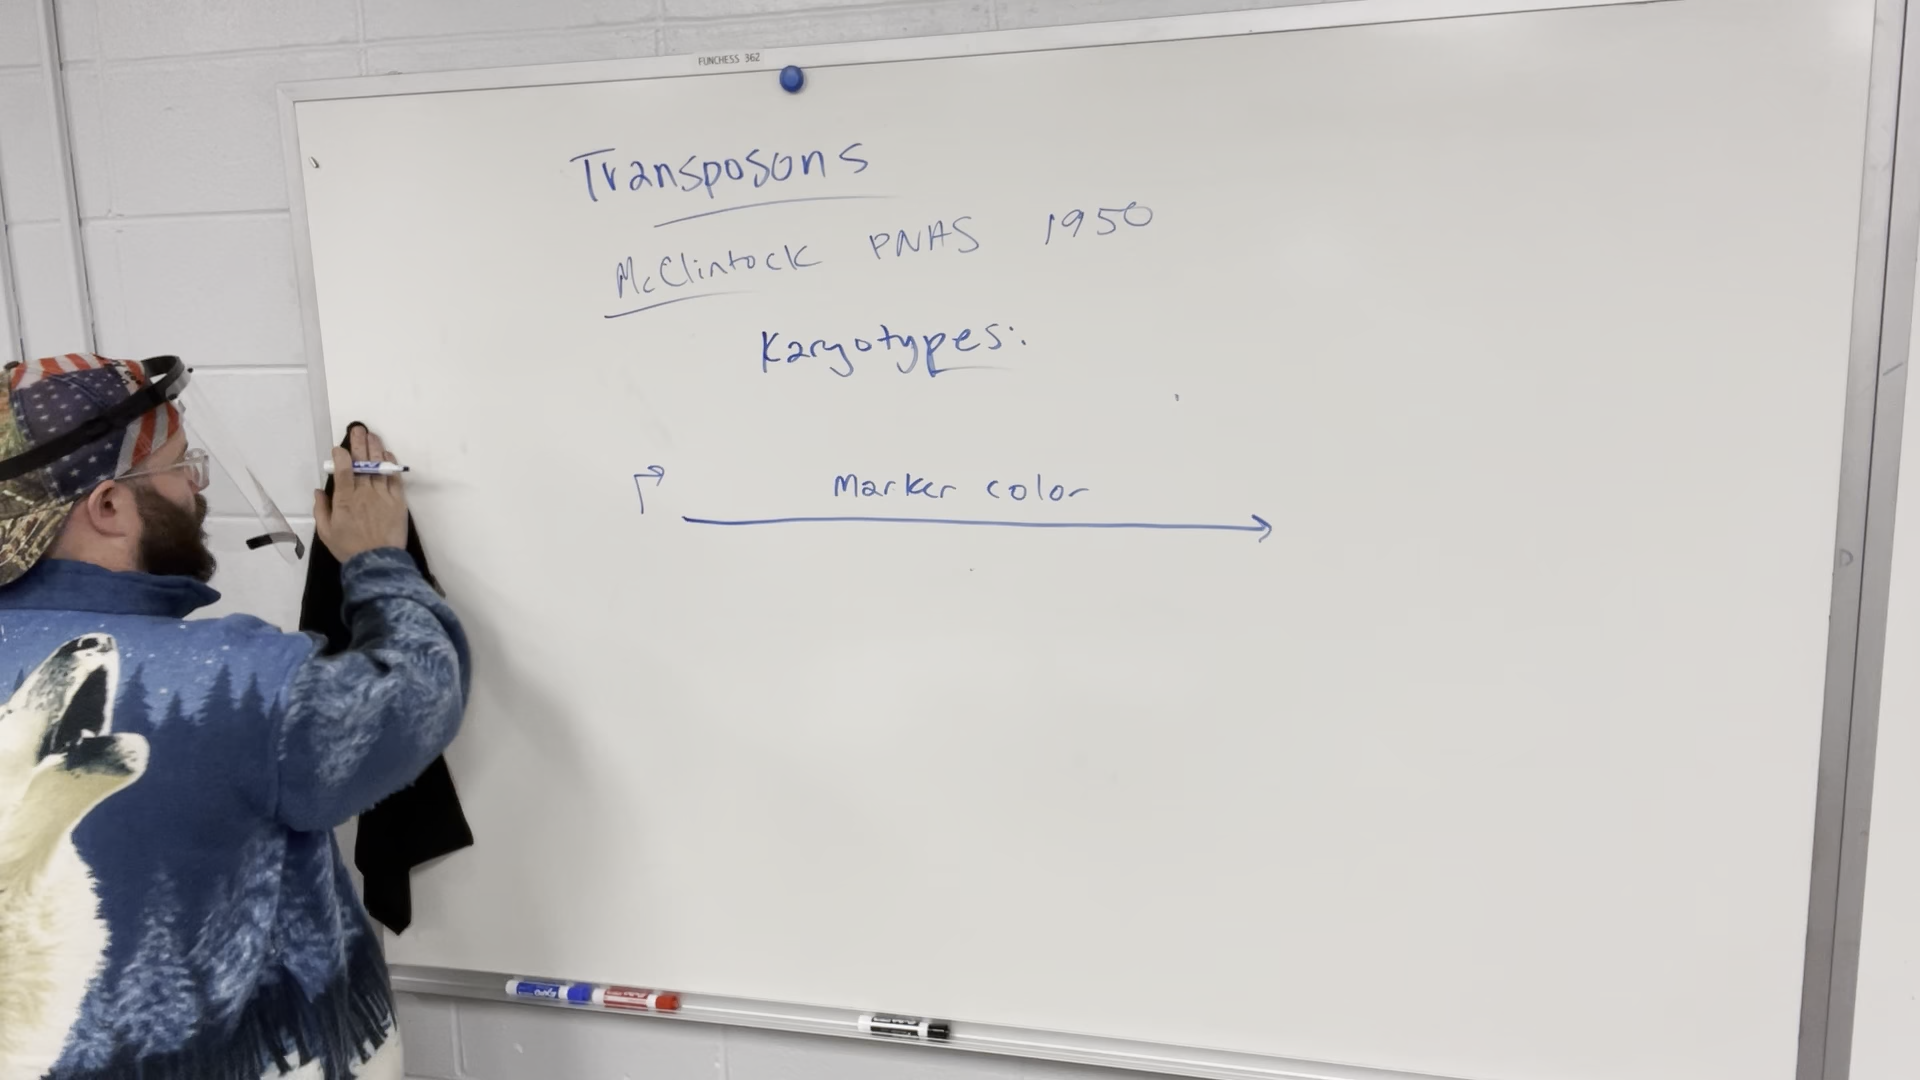 FUNCHESS 362
Transposons
McClintock PNAS 1950
Karyotypes:
Marker color